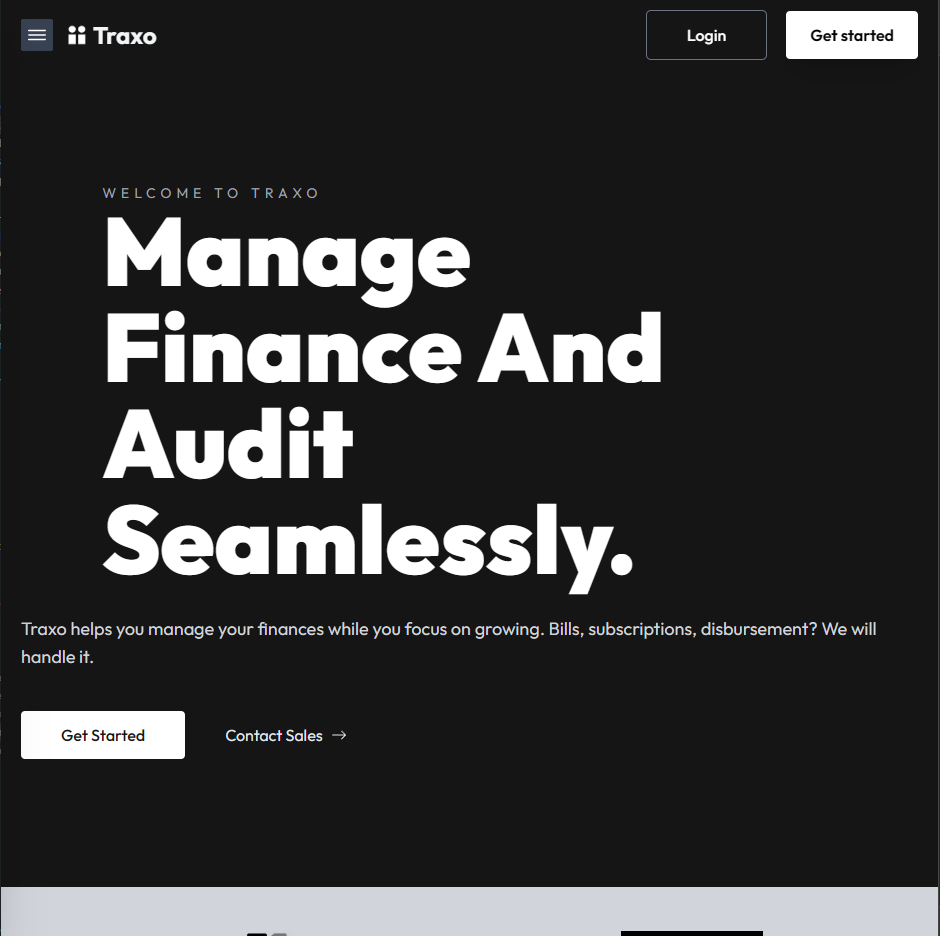 Traxo
Login
Get started
WELCOME TO TRAXO
Manage
Finance And
Audit
Seamlessly.
Traxo helps you manage your finances while you focus on growing. Bills, subscriptions, disbursement? We will
handle it.
Get Started
Contact Sales →